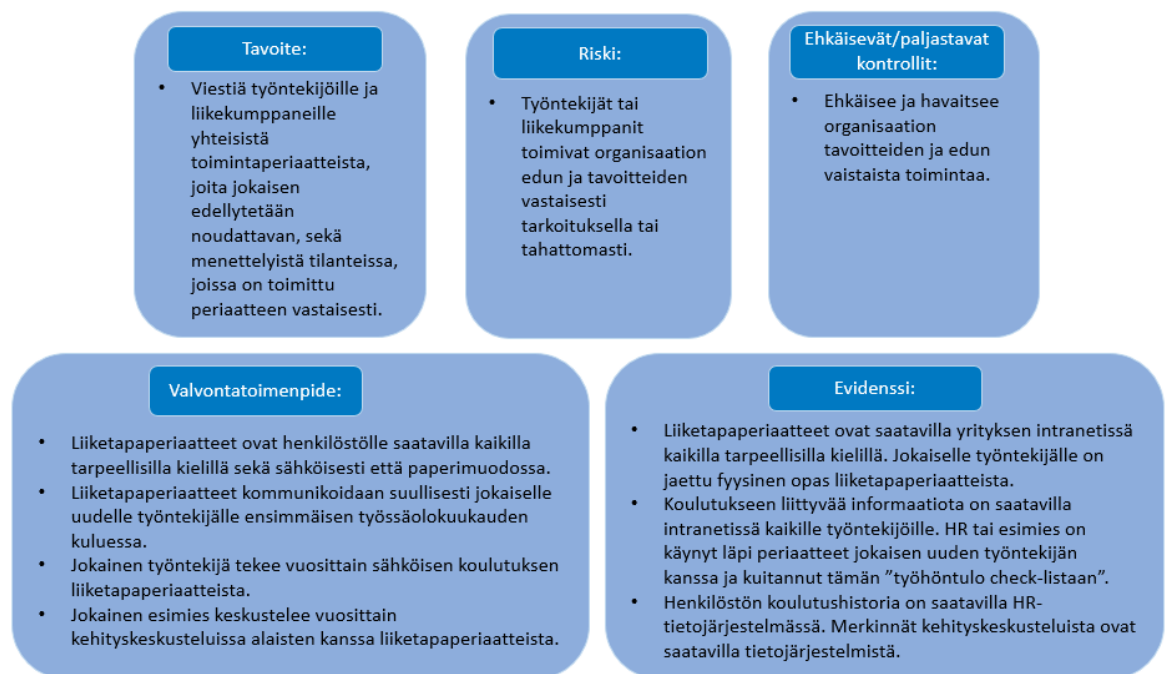 Tavoite:
• Viestiä työntekijöille ja
liikekumppaneille
yhteisistä
toimintaperiaatteista,
joita jokaisen
edellytetään
noudattavan, sekä
menettelyistä tilanteissa,
joissa on toimittu
periaatteen vastaisesti.
Riski:
• Työntekijät tai
liikekumppanit
toimivat organisaation
edun ja tavoitteiden
vastaisesti
tarkoituksella tai
tahattomasti.
Ehkäisevät/paljastavat
kontrollit:
• Ehkäisee ja havaitsee
organisaation
tavoitteiden ja edun
vaistaista toimintaa.
Valvontatoimenpide:
• Liiketapaperiaatteet ovat henkilöstölle saatavilla kaikilla
tarpeellisilla kielillä sekä sähköisesti että paperimuodossa.
• Liiketapaperiaatteet kommunikoidaan suullisesti jokaiselle
uudelle työntekijälle ensimmäisen työssäolokuukauden
kuluessa.
• Jokainen työntekijä tekee vuosittain sähköisen koulutuksen
liiketapaperiaatteista.
• Jokainen esimies keskustelee vuosittain
kehityskeskusteluissa alaisten kanssa liiketapaperiaatteista.
Evidenssi:
• Liiketapaperiaatteet ovat saatavilla yrityksen intranetissä
kaikilla tarpeellisilla kielillä. Jokaiselle työntekijälle on
jaettu fyysinen opas liiketapaperiaatteista.
• Koulutukseen liittyvää informaatiota on saatavilla
intranetissä kaikille työntekijöille. HR tai esimies on
käynyt läpi periaatteet jokaisen uuden työntekijän
kanssa ja kuitannut tämän ”työhöntulo check-listaan”.
• Henkilöstön koulutushistoria on saatavilla HR-
tietojärjestelmässä. Merkinnät kehityskeskusteluista ovat
saatavilla tietojärjestelmistä.